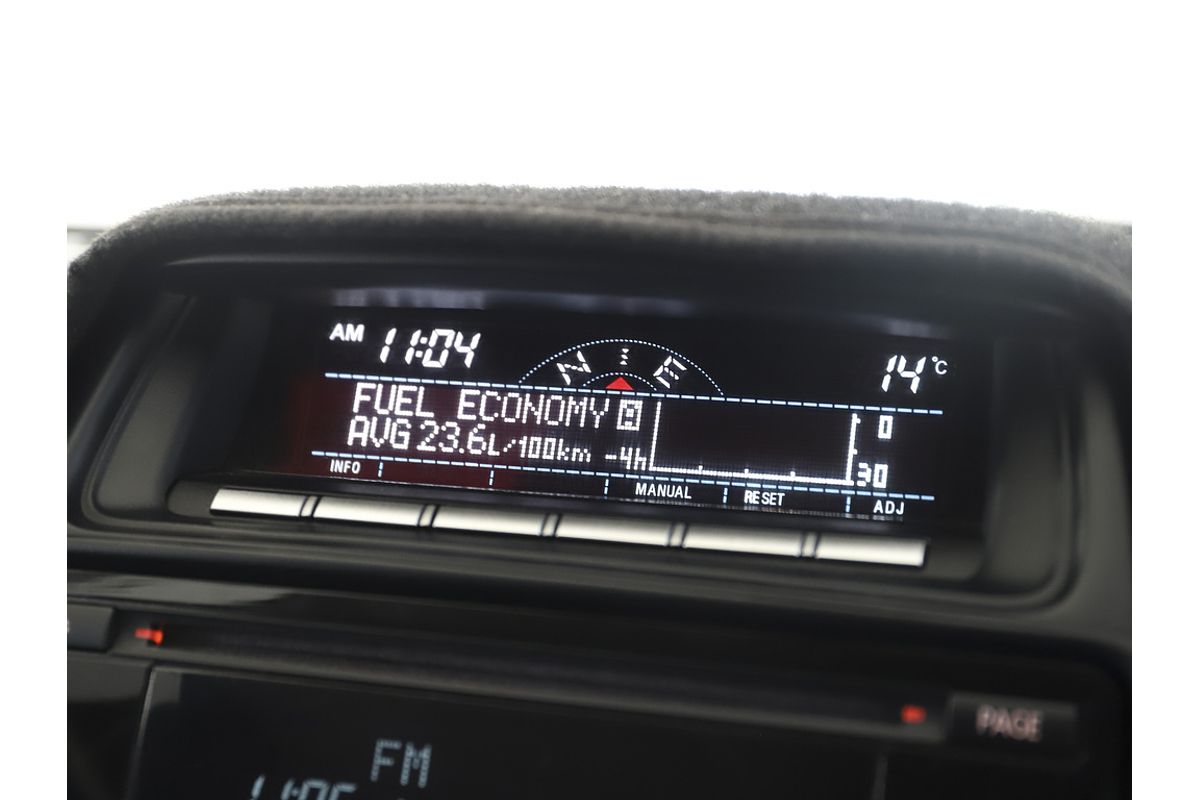 AM 11:04 N E 14°C
FUEL ECONOMY 0
AVG 23.6L/100km -4h 30
INFO MANUAL RESET ADJ
PAGE
FM